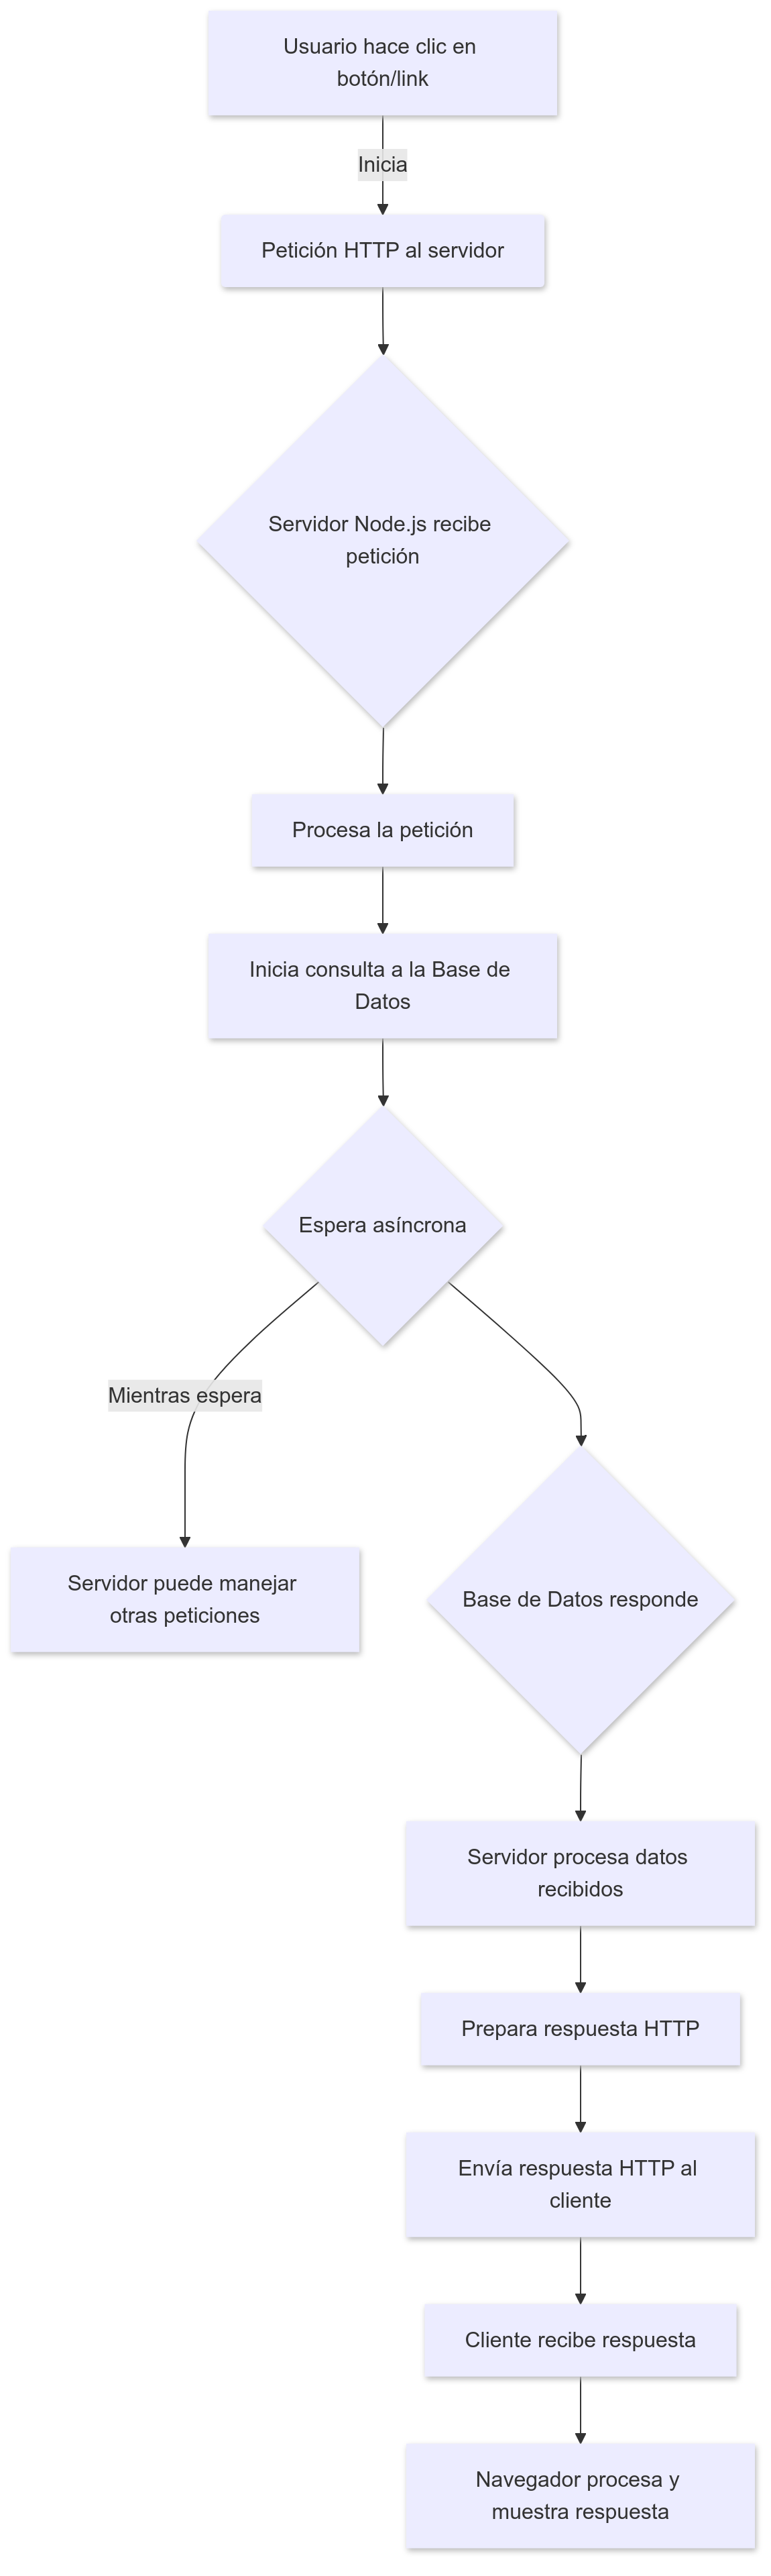 Usuario hace clic en
botón/link
Inicia
Petición HTTP al servidor
Servidor Node.js recibe
petición
Procesa la petición
Inicia consulta a la Base de
Datos
Espera asíncrona
Mientras espera
Servidor puede manejar
otras peticiones
Base de Datos responde
Servidor procesa datos
recibidos
Prepara respuesta HTTP
Envía respuesta HTTP al
cliente
Cliente recibe respuesta
Navegador procesa y
muestra respuesta